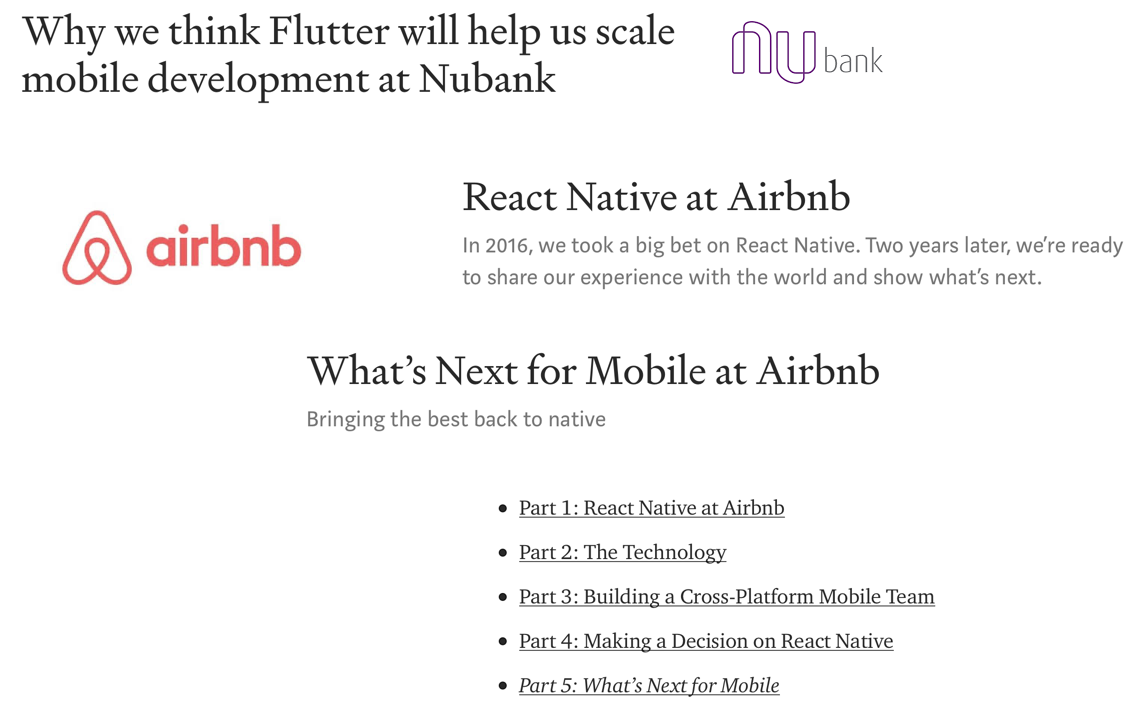 Why we think Flutter will help us scale
mobile development at Nubank
nu bank
airbnb
React Native at Airbnb
In 2016, we took a big bet on React Native. Two years later, we’re ready
to share our experience with the world and show what’s next.
What’s Next for Mobile at Airbnb
Bringing the best back to native
• Part 1: React Native at Airbnb
• Part 2: The Technology
• Part 3: Building a Cross-Platform Mobile Team
• Part 4: Making a Decision on React Native
• Part 5: What’s Next for Mobile